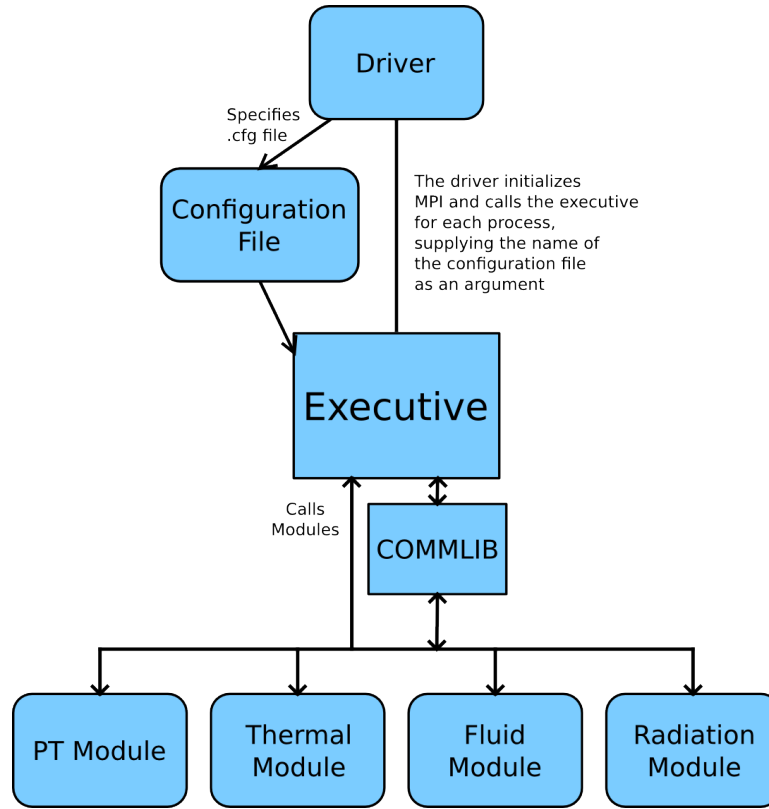 Driver
Specifies
.cfg file
Configuration
File
The driver initializes
MPI and calls the executive
for each process,
supplying the name of
the configuration file
as an argument
Executive
Calls
Modules
COMMLIB
PT Module
Thermal
Module
Fluid
Module
Radiation
Module